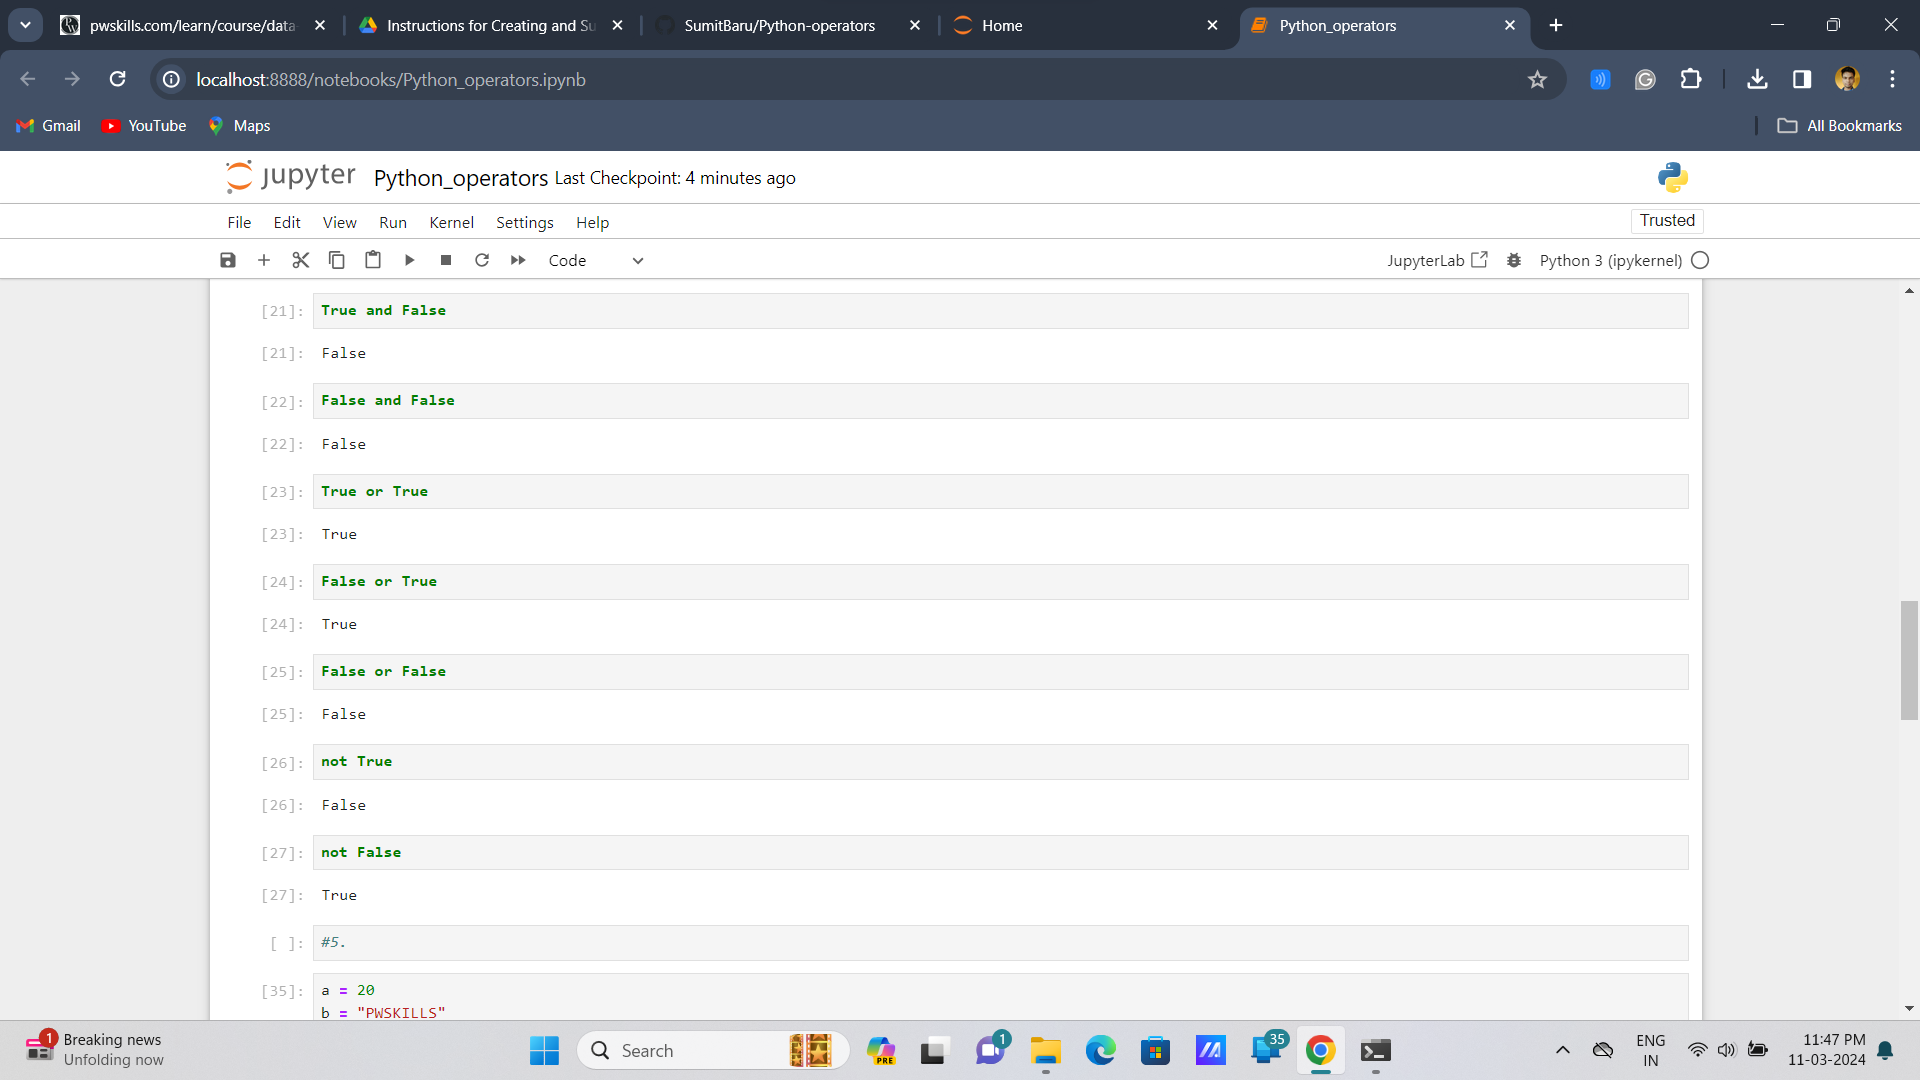 pwskills.com/learn/course/data-
Instructions for Creating and Su
SumitBaru/Python-operators
Home
Python_operators
localhost:8888/notebooks/Python_operators.ipynb
Gmail
YouTube
Maps
All Bookmarks
jupyter Python_operators Last Checkpoint: 4 minutes ago
File Edit View Run Kernel Settings Help
Trusted
Code
JupyterLab
Python 3 (ipykernel)
[21]: True and False
[21]: False
[22]: False and False
[22]: False
[23]: True or True
[23]: True
[24]: False or True
[24]: True
[25]: False or False
[25]: False
[26]: not True
[26]: False
[27]: not False
[27]: True
[ ]: #5.
[35]: a = 20
b = "PWSKILLS"
1
Breaking news
Unfolding now
Search
PRE
1
35
ENG
IN
11:47 PM
11-03-2024